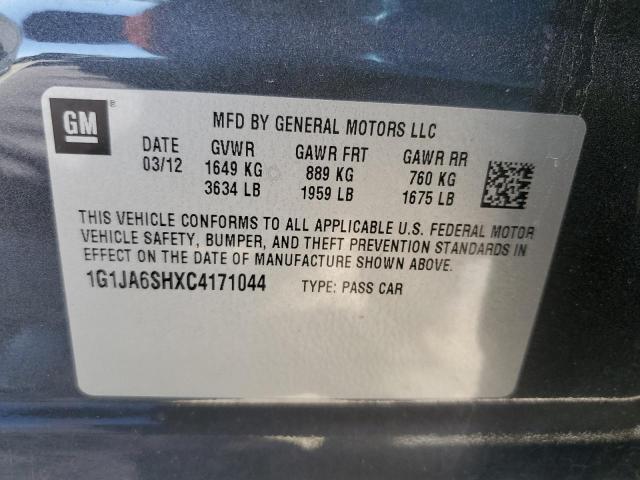 GM ®
MFD BY GENERAL MOTORS LLC
DATE GVWR GAWR FRT GAWR RR
03/12 1649 KG 889 KG 760 KG
3634 LB 1959 LB 1675 LB
THIS VEHICLE CONFORMS TO ALL APPLICABLE U.S. FEDERAL MOTOR
VEHICLE SAFETY, BUMPER, AND THEFT PREVENTION STANDARDS IN
EFFECT ON THE DATE OF MANUFACTURE SHOWN ABOVE.
1G1JA6SHXC4171044 TYPE: PASS CAR